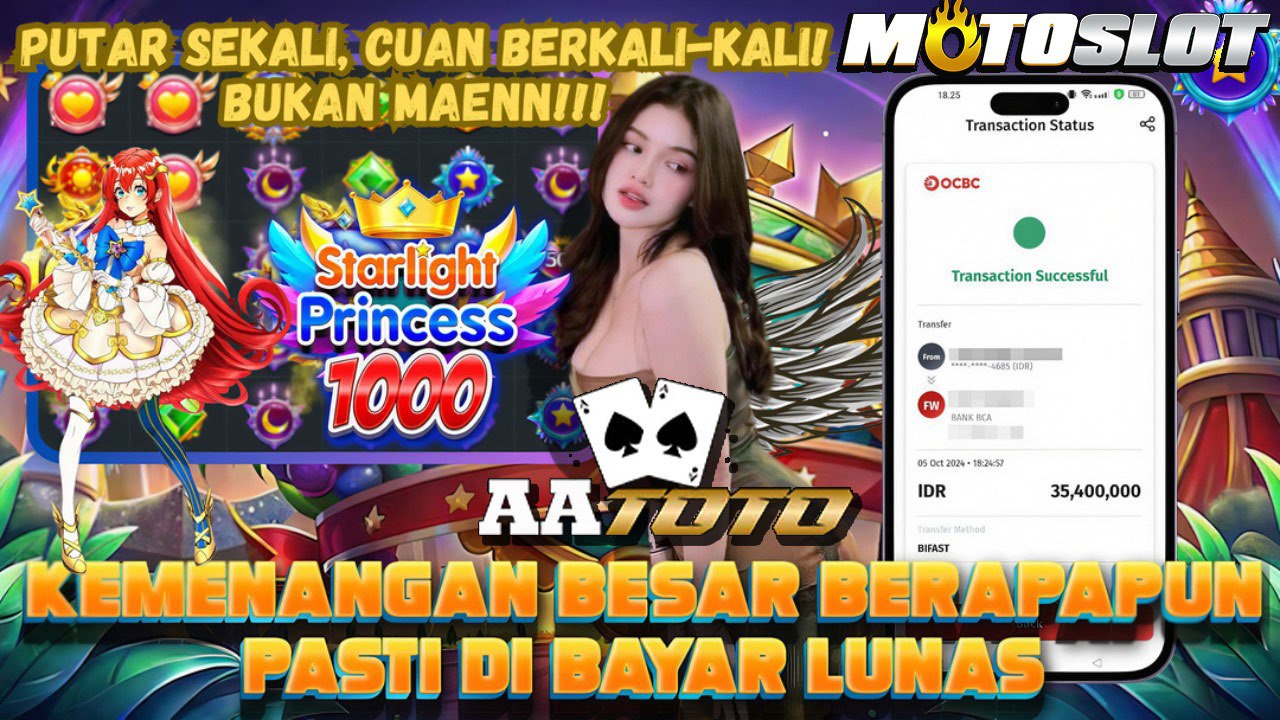 PUTAR SEKALI, CUAN BERKALI-KALI!
BUKAN MAENN!!!
MOTOSLOT
Starlight
Princess
1000
AATOTO
18.25
Transaction Status
OCBC
Transaction Successful
Transfer
From
****-****-4685 (IDR)
FW
BANK BCA
05 Oct 2024 • 18:24:57
IDR 35,400,000
Transfer Method
BIFAST
KEMENANGAN BESAR BERAPAPUN
PASTI DI BAYAR LUNAS